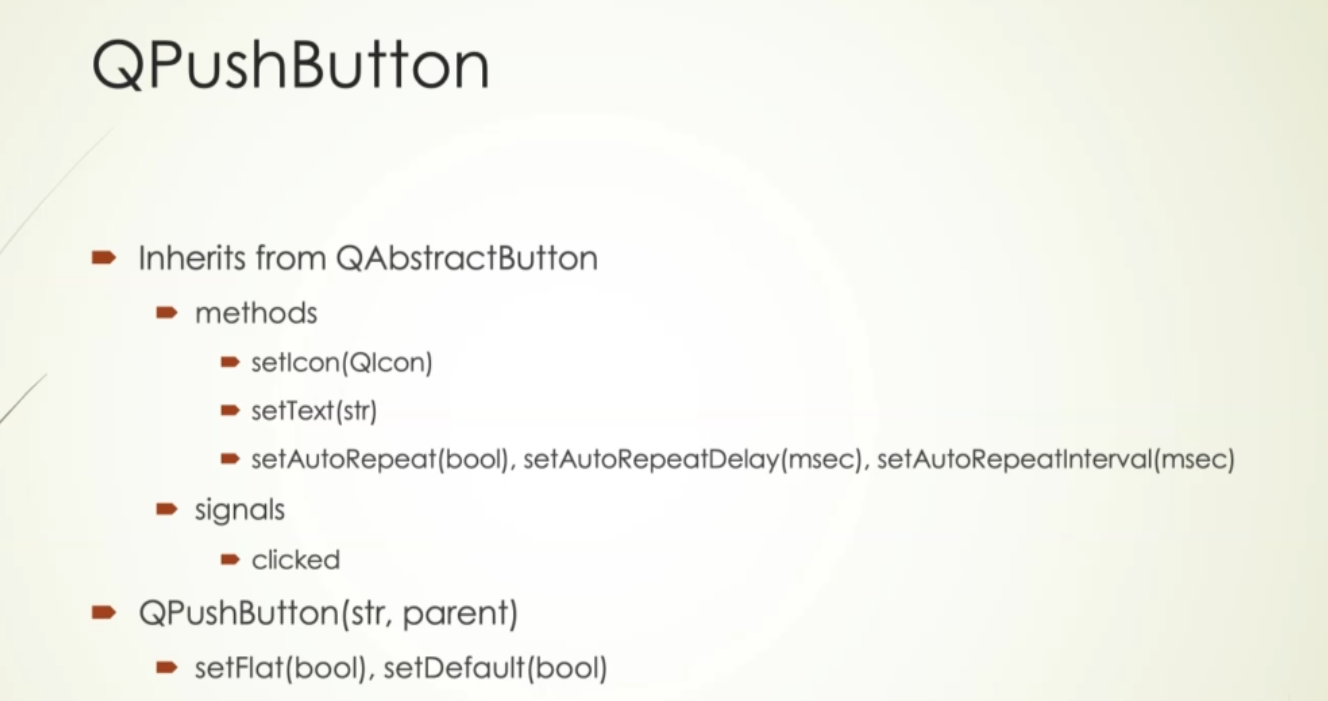 QPushButton
Inherits from QAbstractButton
methods
setIcon(QIcon)
setText(str)
setAutoRepeat(bool), setAutoRepeatDelay(msec), setAutoRepeatInterval(msec)
signals
clicked
QPushButton(str, parent)
setFlat(bool), setDefault(bool)